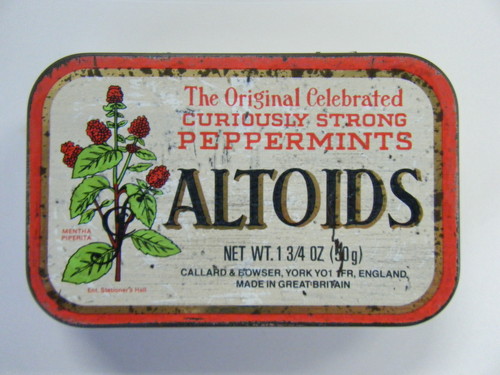 The Original Celebrated
CURIOUSLY STRONG
PEPPERMINTS
ALTOIDS
MENTHA
PIPERITA
NET WT. 1 3/4 OZ (50g)
CALLARD & BOWSER, YORK YO1 1FR, ENGLAND,
MADE IN GREAT BRITAIN
Ent. Stationer's Hall